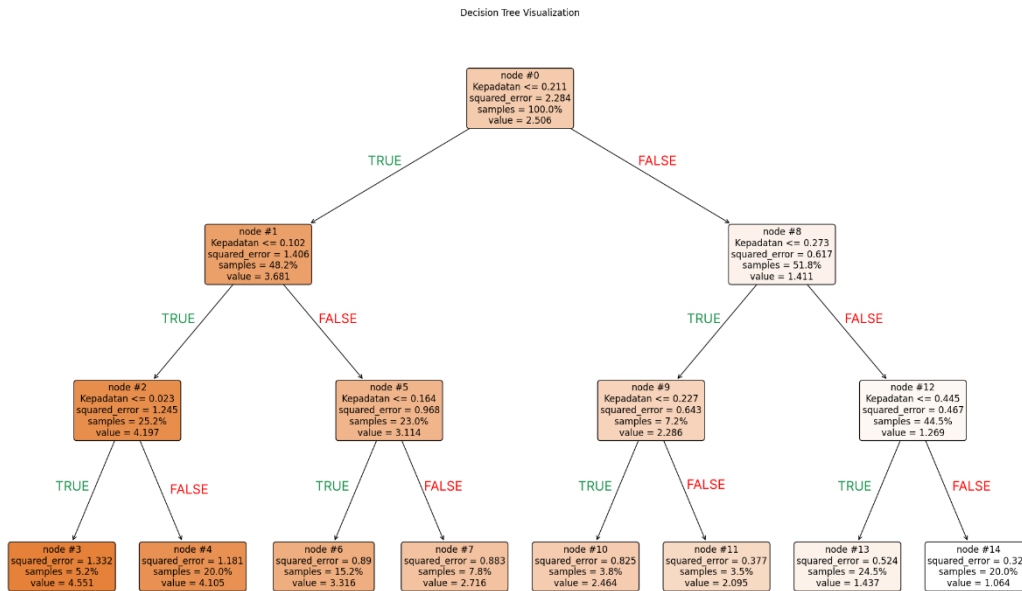 Decision Tree Visualization
node #0
Kepadatan <= 0.211
squared_error = 2.284
samples = 100.0%
value = 2.506
TRUE
FALSE
node #1
Kepadatan <= 0.102
squared_error = 1.406
samples = 48.2%
value = 3.681
node #8
Kepadatan <= 0.273
squared_error = 0.617
samples = 51.8%
value = 1.411
TRUE
FALSE
TRUE
FALSE
node #2
Kepadatan <= 0.023
squared_error = 1.245
samples = 25.2%
value = 4.197
node #5
Kepadatan <= 0.164
squared_error = 0.968
samples = 23.0%
value = 3.114
node #9
Kepadatan <= 0.227
squared_error = 0.643
samples = 7.2%
value = 2.286
node #12
Kepadatan <= 0.445
squared_error = 0.467
samples = 44.5%
value = 1.269
TRUE
FALSE
TRUE
FALSE
TRUE
FALSE
TRUE
FALSE
node #3
squared_error = 1.332
samples = 5.2%
value = 4.551
node #4
squared_error = 1.181
samples = 20.0%
value = 4.105
node #6
squared_error = 0.89
samples = 15.2%
value = 3.316
node #7
squared_error = 0.883
samples = 7.8%
value = 2.716
node #10
squared_error = 0.825
samples = 3.8%
value = 2.464
node #11
squared_error = 0.377
samples = 3.5%
value = 2.095
node #13
squared_error = 0.524
samples = 24.5%
value = 1.437
node #14
squared_error = 0.32
samples = 20.0%
value = 1.064